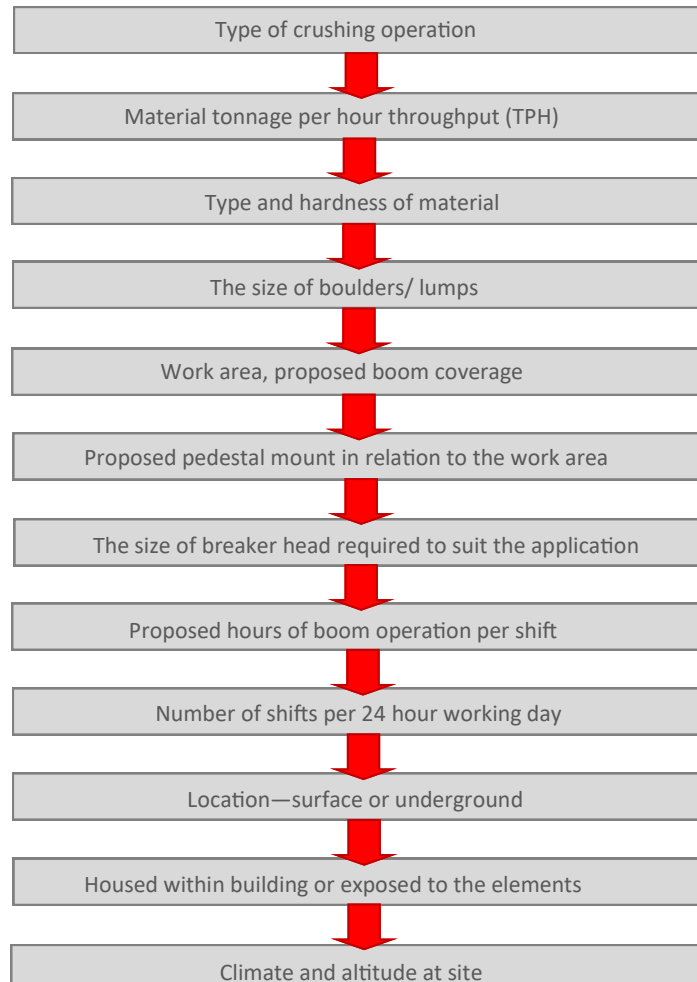 Type of crushing operation
Material tonnage per hour throughput (TPH)
Type and hardness of material
The size of boulders/ lumps
Work area, proposed boom coverage
Proposed pedestal mount in relation to the work area
The size of breaker head required to suit the application
Proposed hours of boom operation per shift
Number of shifts per 24 hour working day
Location—surface or underground
Housed within building or exposed to the elements
Climate and altitude at site